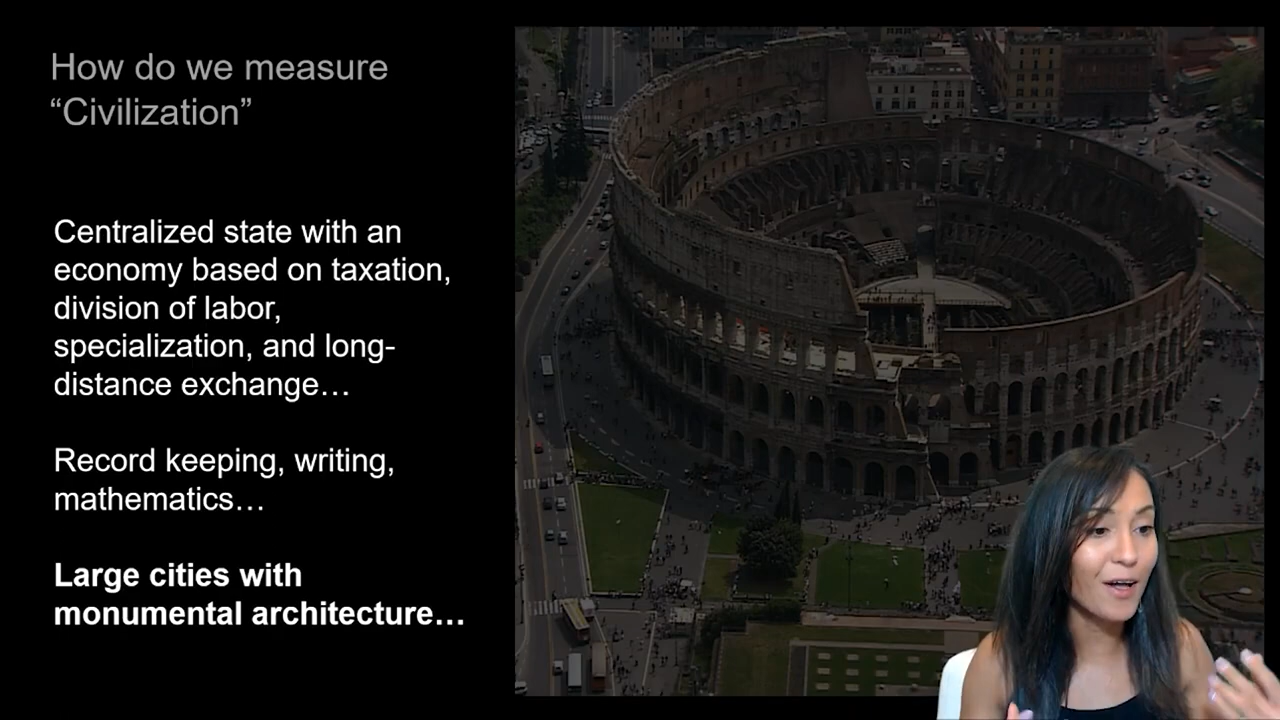 How do we measure
“Civilization”
Centralized state with an
economy based on taxation,
division of labor,
specialization, and long-
distance exchange…
Record keeping, writing,
mathematics…
Large cities with
monumental architecture…